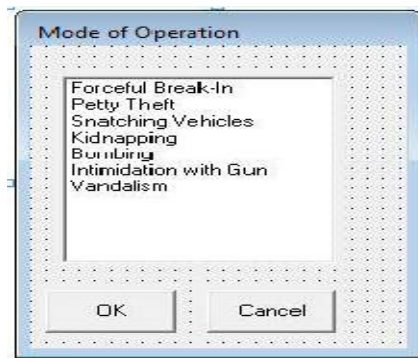 Mode of Operation
Forceful Break-In
Petty Theft
Snatching Vehicles
Kidnapping
Bombing
Intimidation with Gun
Vandalism
OK
Cancel